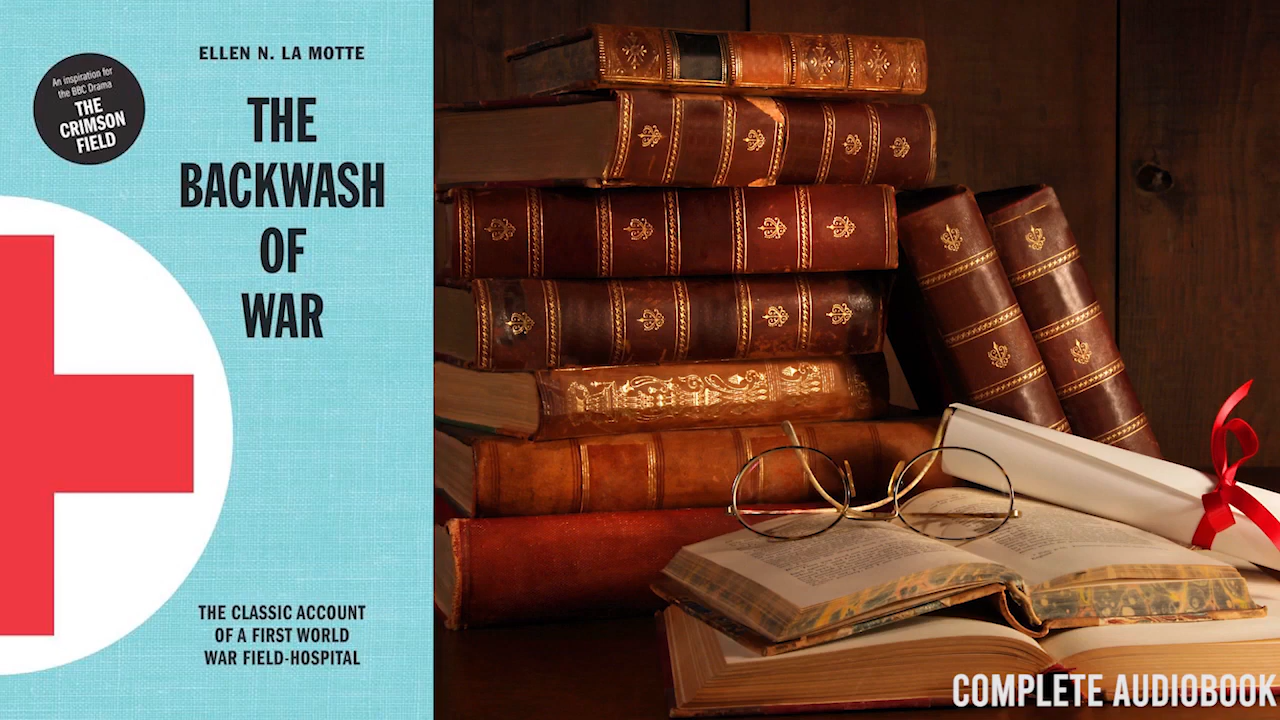 ELLEN N. LA MOTTE
An inspiration for
the BBC Drama
THE
CRIMSON
FIELD
THE
BACKWASH
OF
WAR
THE CLASSIC ACCOUNT
OF A FIRST WORLD
WAR FIELD-HOSPITAL
COMPLETE AUDIOBOOK